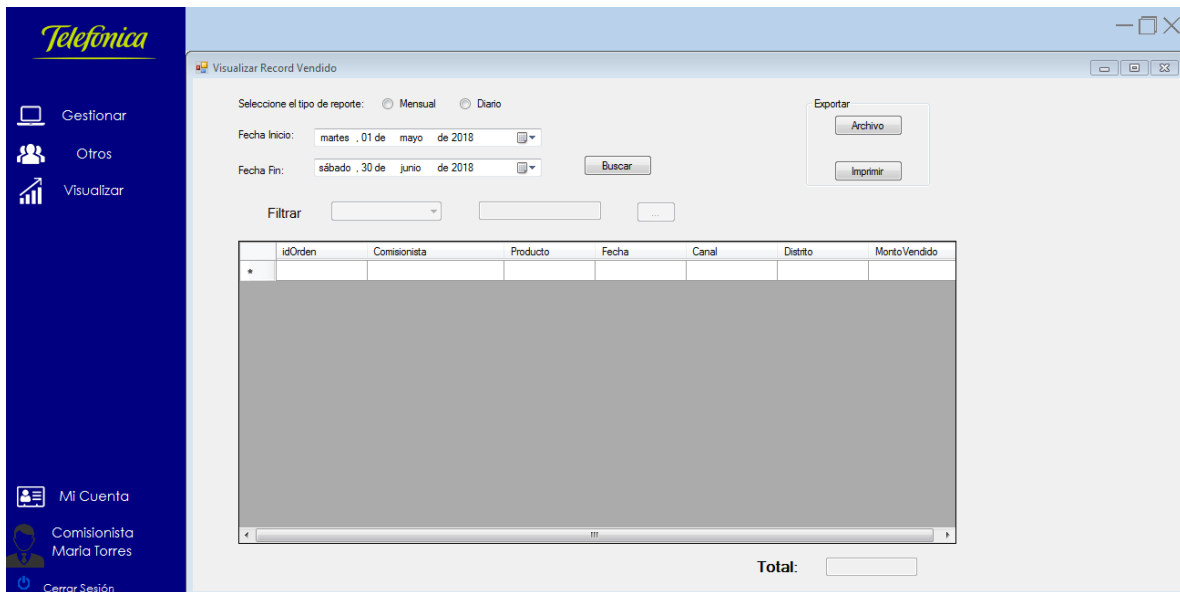 Telefónica
Gestionar
Otros
Visualizar
Mi Cuenta
Comisionista
Maria Torres
Cerrar Sesión
Visualizar Record Vendido
Seleccione el tipo de reporte: Mensual Diario
Fecha Inicio: martes , 01 de mayo de 2018
Fecha Fin: sábado , 30 de junio de 2018
Buscar
Exportar
Archivo
Imprimir
Filtrar ...
idOrden Comisionista Producto Fecha Canal Distrito MontoVendido
*
Total: